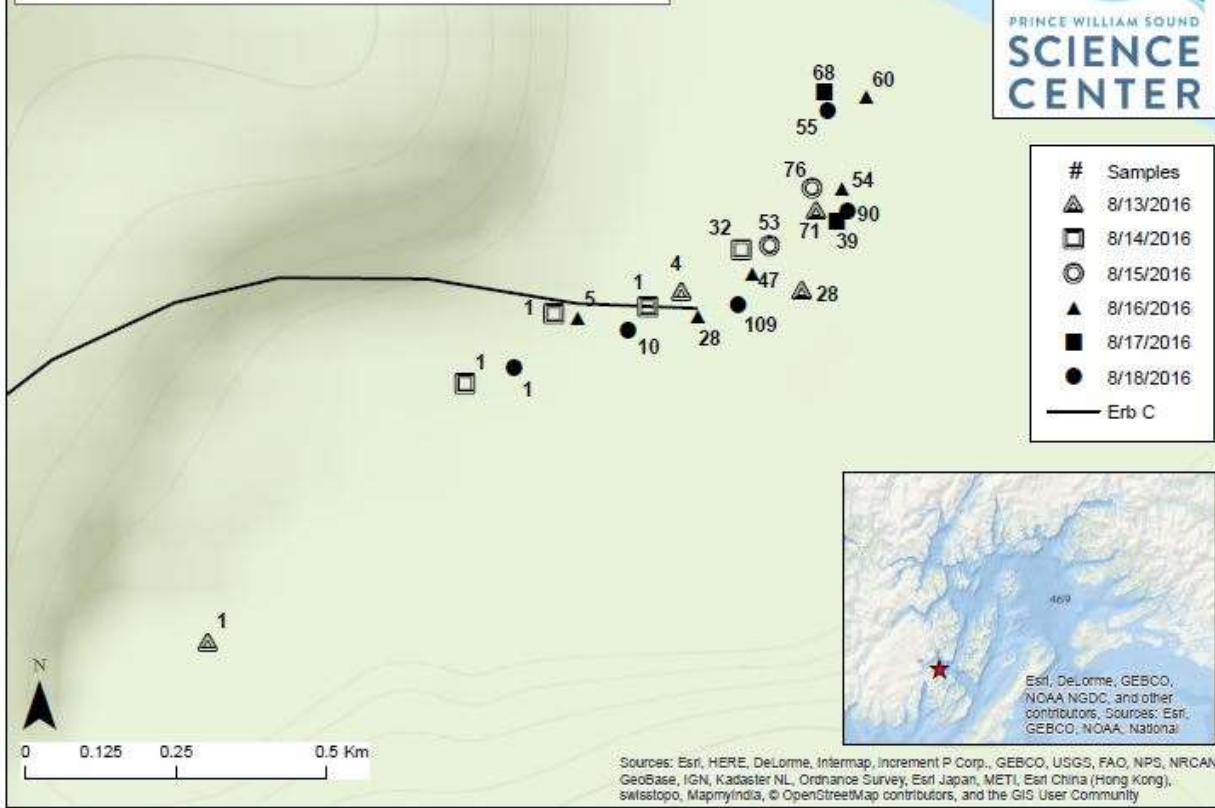 PRINCE WILLIAM SOUND
SCIENCE
CENTER
68
60
55
76
54
90
71
39
32
53
47
28
4
1
109
5
1
28
10
1
1
1
# Samples
8/13/2016
8/14/2016
8/15/2016
8/16/2016
8/17/2016
8/18/2016
Erb C
469
Esri, DeLorme, GEBCO,
NOAA NGDC, and other
contributors, Sources: Esri,
GEBCO, NOAA, National
N
0 0.125 0.25 0.5 Km
Sources: Esri, HERE, DeLorme, Intermap, increment P Corp., GEBCO, USGS, FAO, NPS, NRCAN,
GeoBase, IGN, Kadaster NL, Ordnance Survey, Esri Japan, METI, Esri China (Hong Kong),
swisstopo, MapmyIndia, © OpenStreetMap contributors, and the GIS User Community